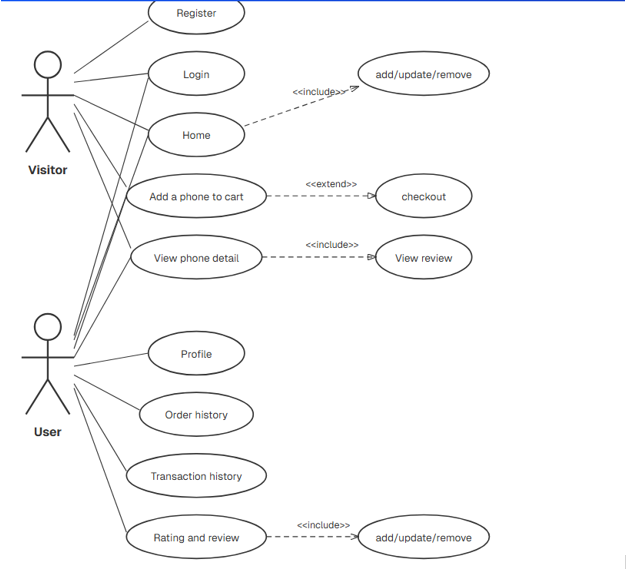 Register
Login
add/update/remove
<<include>>
Home
Visitor
<<extend>>
Add a phone to cart
checkout
<<include>>
View phone detail
View review
Profile
Order history
User
Transaction history
<<include>>
Rating and review
add/update/remove